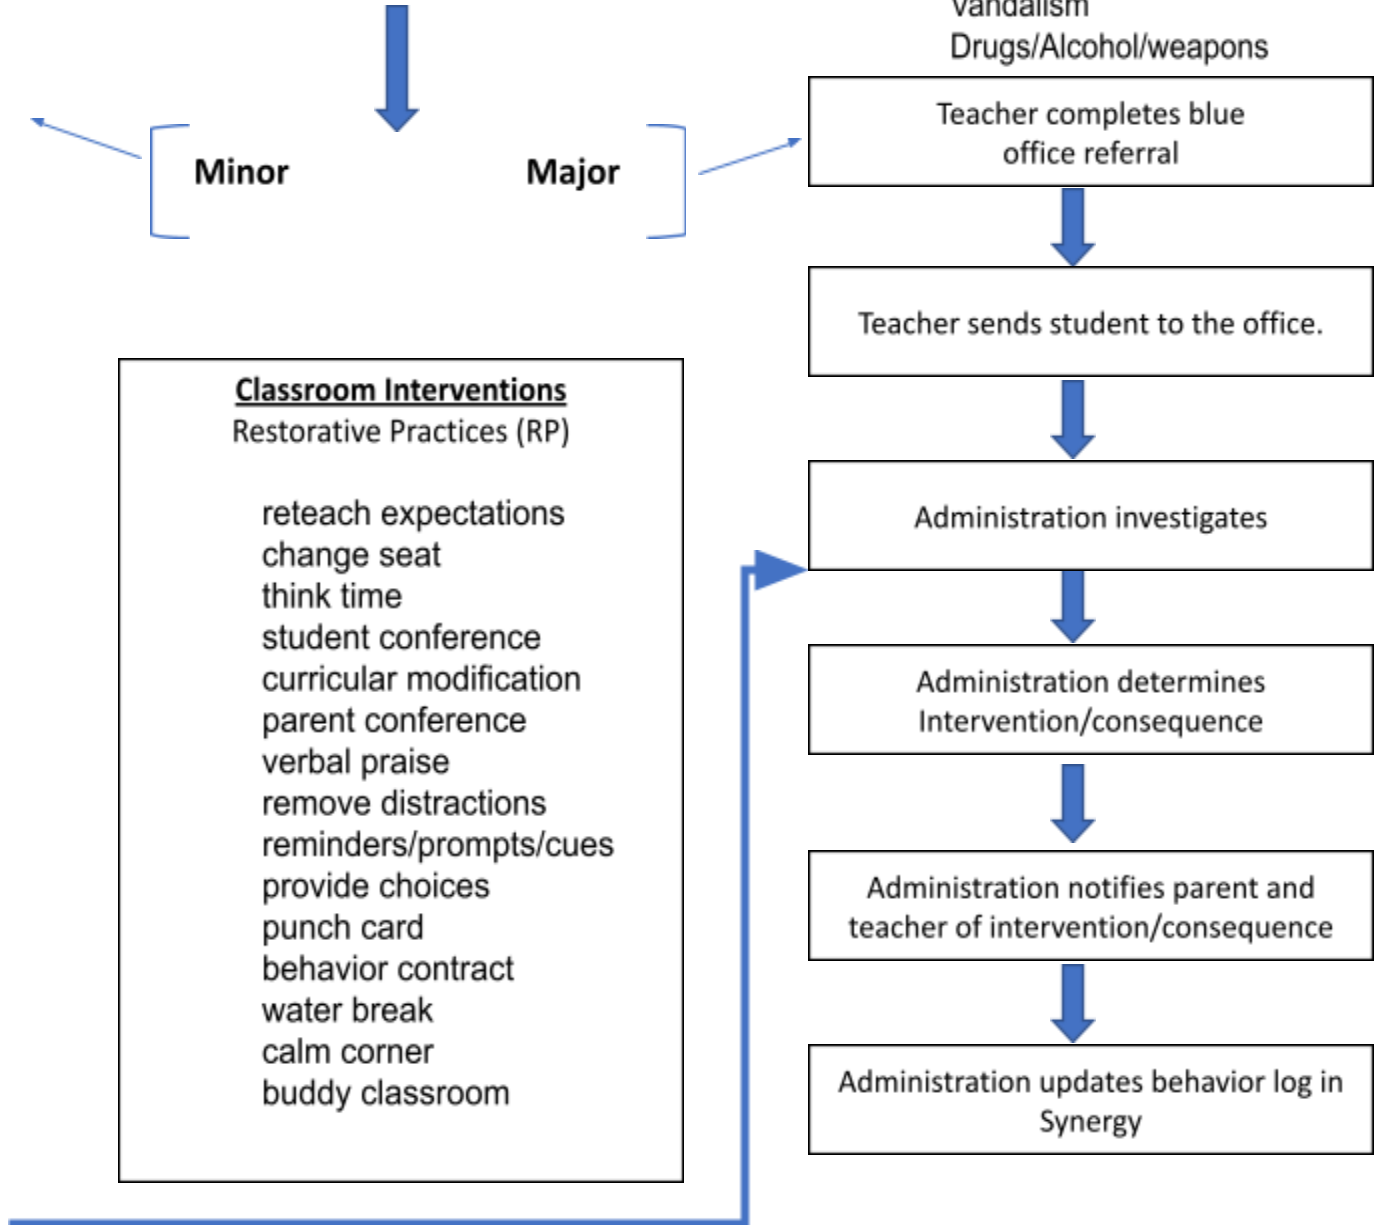 Vandalism
Drugs/Alcohol/weapons
Minor
Major
Teacher completes blue
office referral
Teacher sends student to the office.
Classroom Interventions
Restorative Practices (RP)
reteach expectations
change seat
think time
student conference
curricular modification
parent conference
verbal praise
remove distractions
reminders/prompts/cues
provide choices
punch card
behavior contract
water break
calm corner
buddy classroom
Administration investigates
Administration determines
Intervention/consequence
Administration notifies parent and
teacher of intervention/consequence
Administration updates behavior log in
Synergy